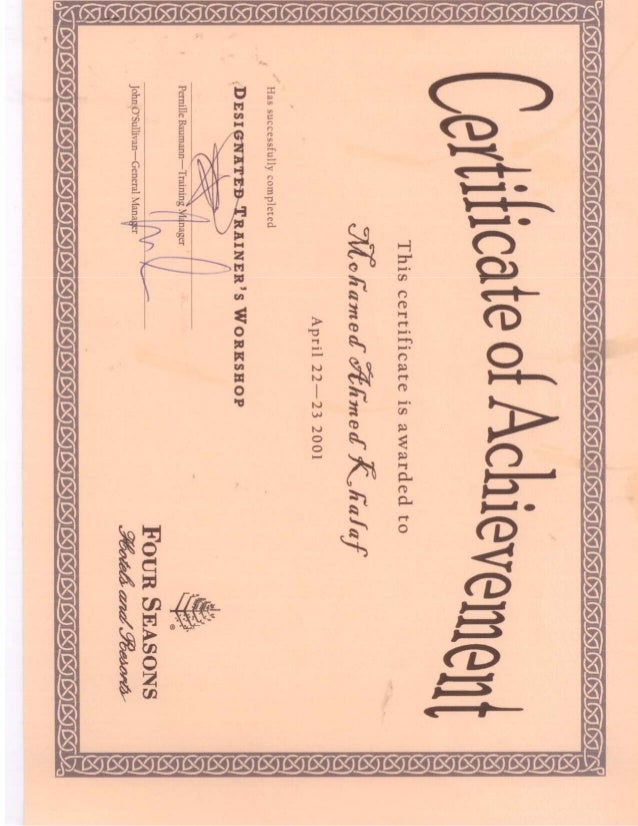 Certificate of Achievement
This certificate is awarded to
Mohamed Ahmed Khalaf
April 22—23 2001
Has successfully completed
DESIGNATED TRAINER'S WORKSHOP
Pernille Baumann—Training Manager
John O'Sullivan—General Manager
FOUR SEASONS
Hotels and Resorts
®